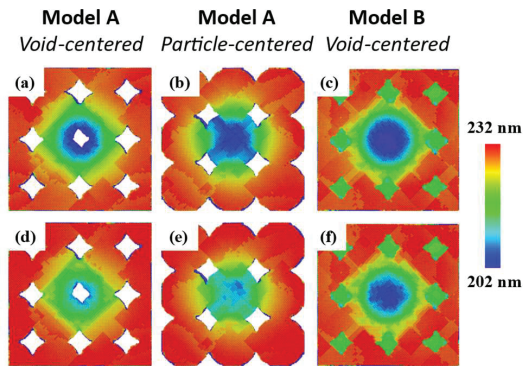 Model A Model A Model B
Void-centered Particle-centered Void-centered
(a) (b) (c)
232 nm
(d) (e) (f)
202 nm